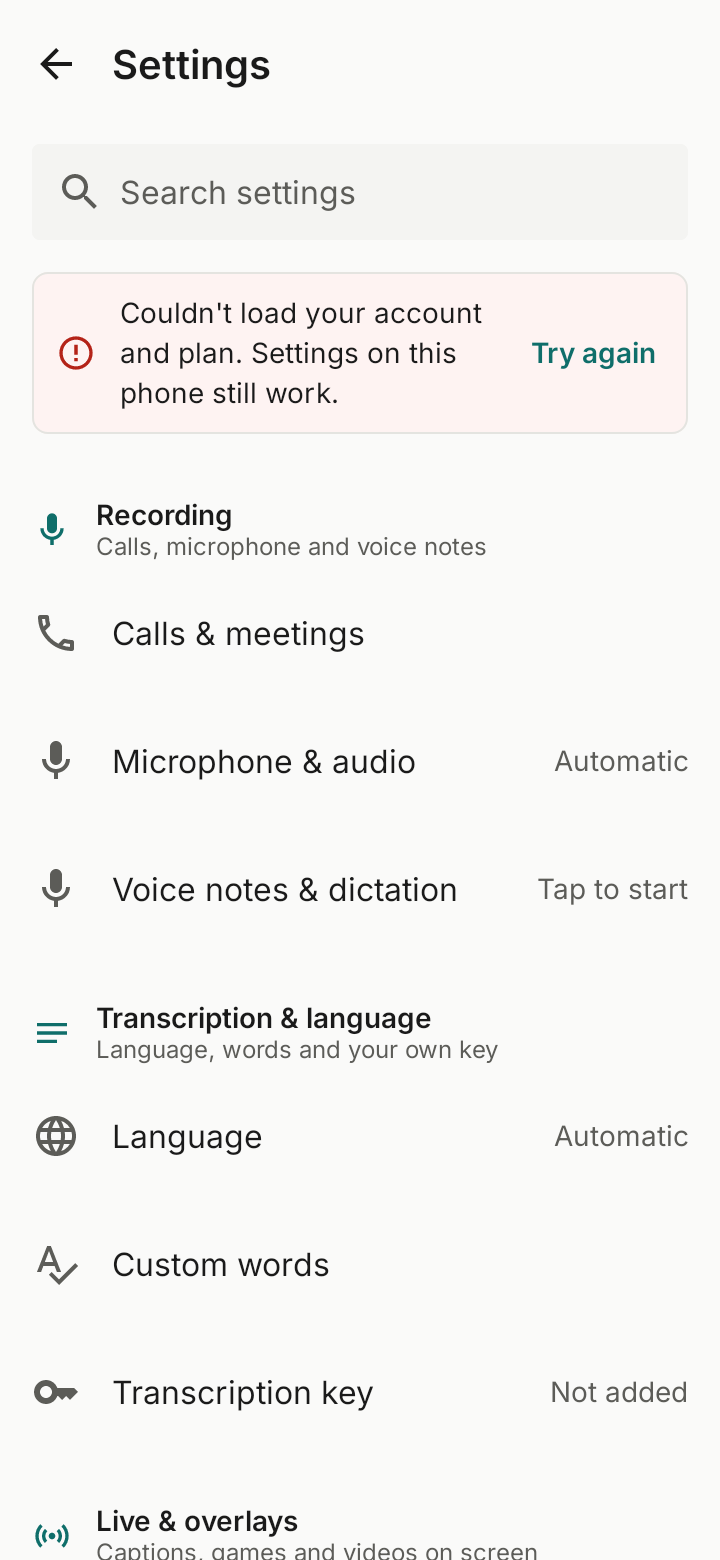 Settings
Search settings
Couldn't load your account
and plan. Settings on this
phone still work.
Try again
Recording
Calls, microphone and voice notes
Calls & meetings
Microphone & audio
Automatic
Voice notes & dictation
Tap to start
Transcription & language
Language, words and your own key
Language
Automatic
Custom words
Transcription key
Not added
Live & overlays
Captions, games and videos on screen